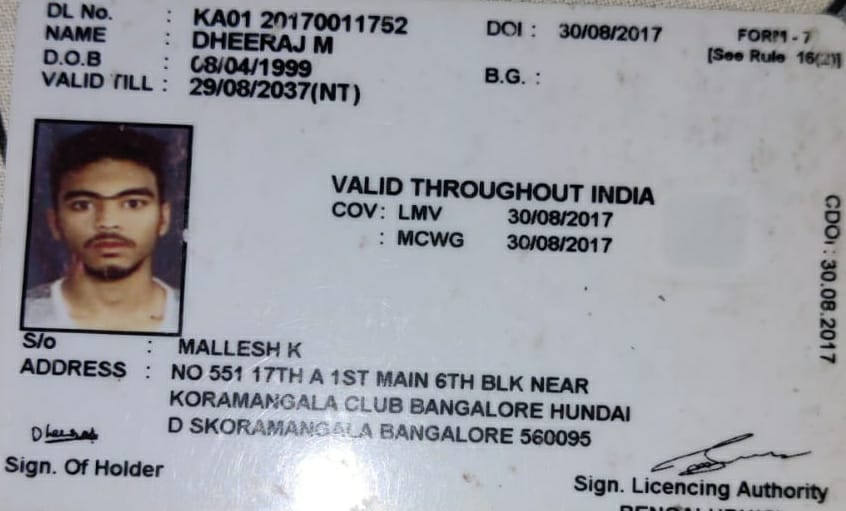 DL No. : KA01 20170011752 DOI : 30/08/2017 FORM - 7
NAME : DHEERAJ M [See Rule 16(2)]
D.O.B : 08/04/1999 B.G. :
VALID TILL : 29/08/2037(NT)
VALID THROUGHOUT INDIA
COV: LMV 30/08/2017
: MCWG 30/08/2017
CDOI: 30.08.2017
S/o : MALLESH K
ADDRESS : NO 551 17TH A 1ST MAIN 6TH BLK NEAR
KORAMANGALA CLUB BANGALORE HUNDAI
D SKORAMANGALA BANGALORE 560095
Sign. Of Holder
Sign. Licencing Authority